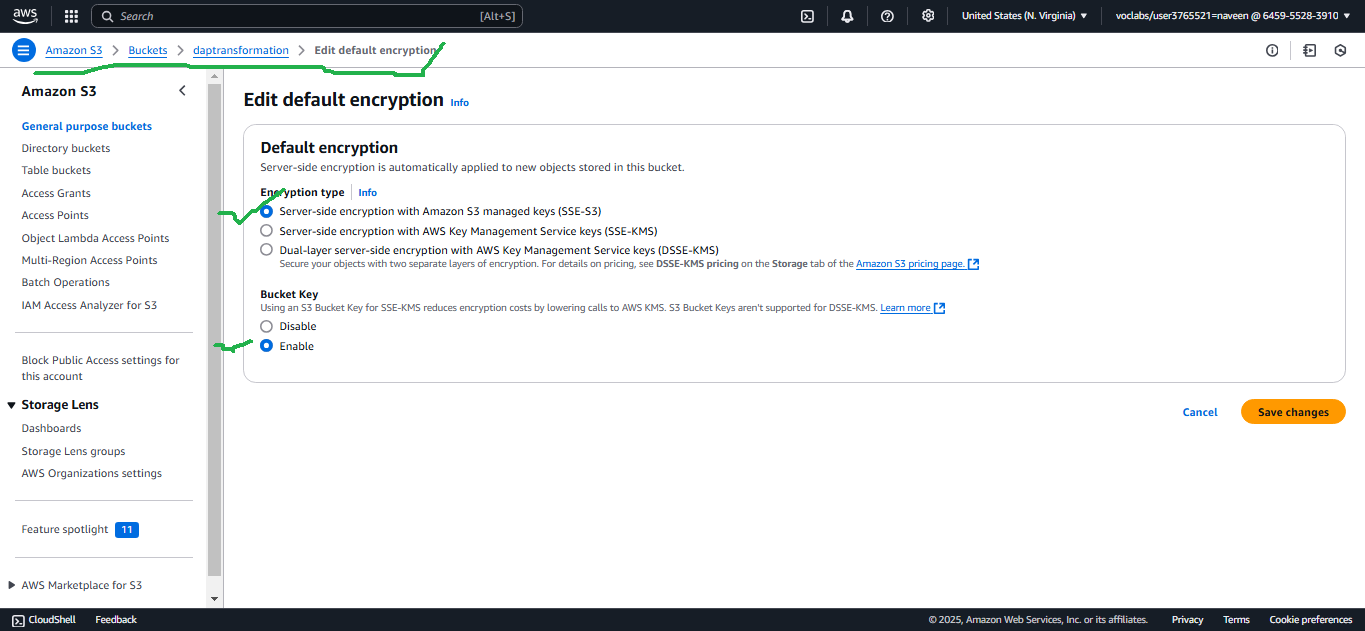 aws
Search [Alt+S]
United States (N. Virginia) ▼
voclabs/user3765521=naveen @ 6459-5528-3910 ▼
Amazon S3 > Buckets > daptransformation > Edit default encryption
Amazon S3
General purpose buckets
Directory buckets
Table buckets
Access Grants
Access Points
Object Lambda Access Points
Multi-Region Access Points
Batch Operations
IAM Access Analyzer for S3
Block Public Access settings for
this account
Storage Lens
Dashboards
Storage Lens groups
AWS Organizations settings
Feature spotlight 11
AWS Marketplace for S3
Edit default encryption Info
Default encryption
Server-side encryption is automatically applied to new objects stored in this bucket.
Encryption type Info
Server-side encryption with Amazon S3 managed keys (SSE-S3)
Server-side encryption with AWS Key Management Service keys (SSE-KMS)
Dual-layer server-side encryption with AWS Key Management Service keys (DSSE-KMS)
Secure your objects with two separate layers of encryption. For details on pricing, see DSSE-KMS pricing on the Storage tab of the Amazon S3 pricing page.
Bucket Key
Using an S3 Bucket Key for SSE-KMS reduces encryption costs by lowering calls to AWS KMS. S3 Bucket Keys aren't supported for DSSE-KMS. Learn more
Disable
Enable
Cancel
Save changes
CloudShell Feedback
© 2025, Amazon Web Services, Inc. or its affiliates. Privacy Terms Cookie preferences